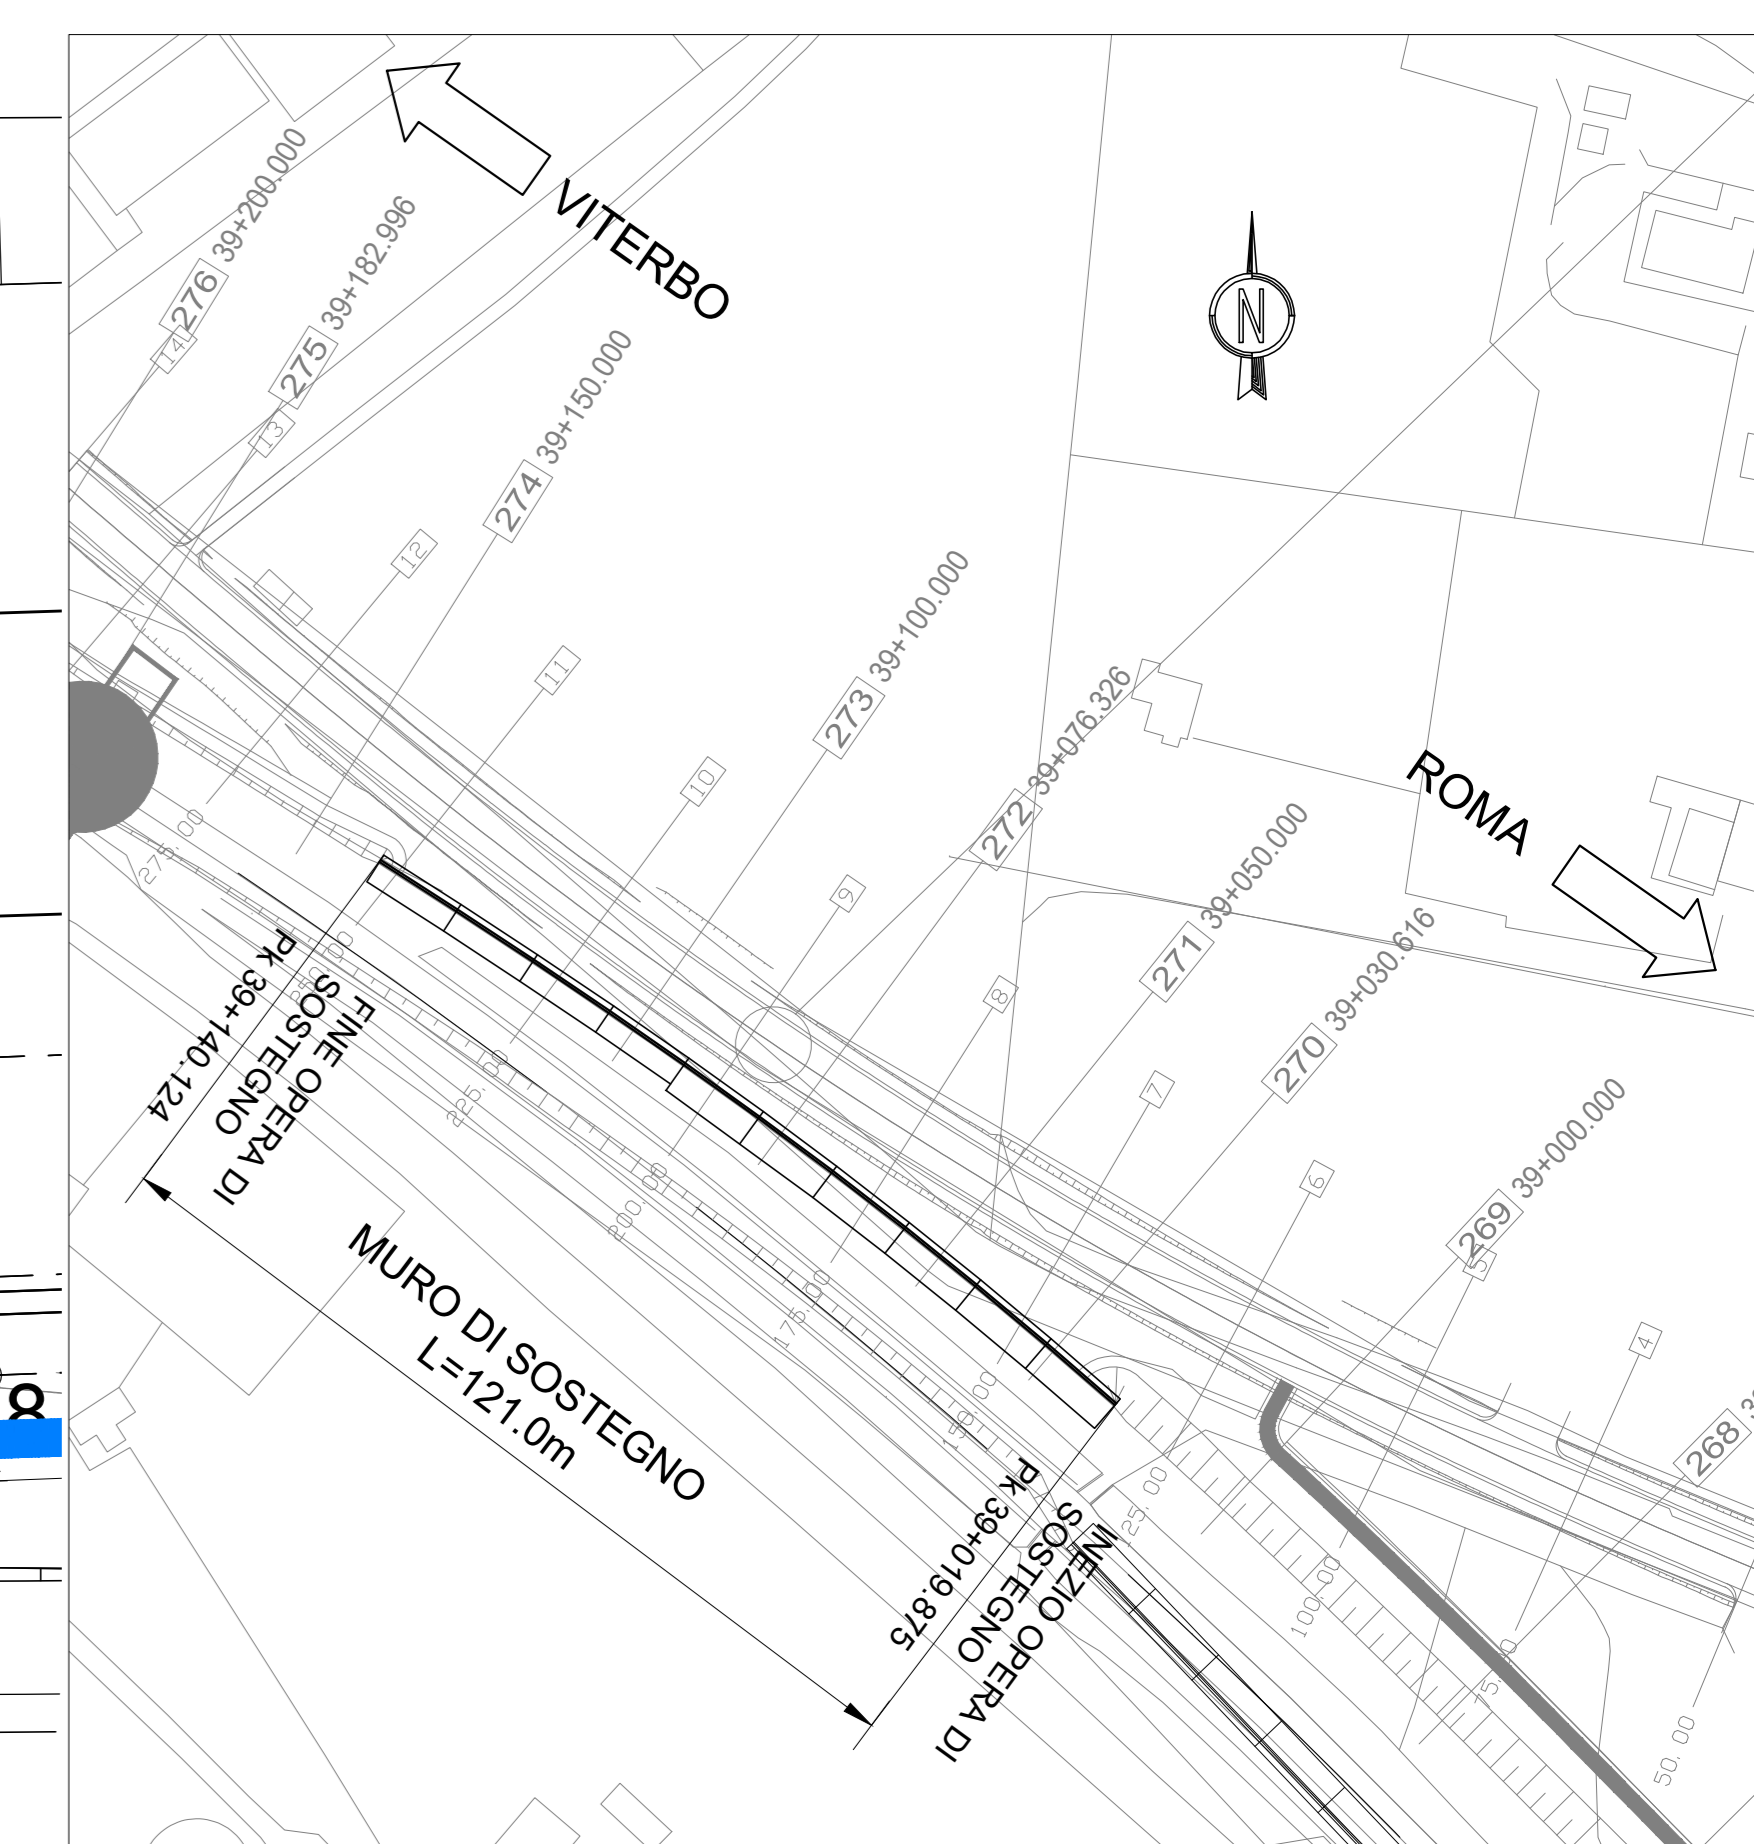 VITERBO
276 39+200.000
14
275 39+182.996
13
274 39+150.000
12
11
273 39+100.000
10
272 39+076.326
9
N
ROMA
271 39+050.000
8
270 39+030.616
7
6
269 39+000.000
5
4
268
275.00
225.00
200.00
175.00
150.00
100.00
75.00
50.00
Pk 39+140.124
FINE OPERA DI
SOSTEGNO
MURO DI SOSTEGNO
L=121.0m
Pk 39+019.875
INIZIO OPERA DI
SOSTEGNO
8